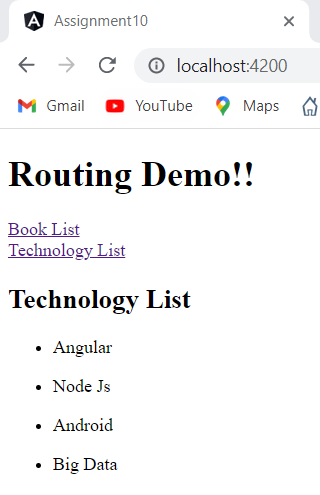 Assignment10
localhost:4200
Gmail YouTube Maps
Routing Demo!!
Book List
Technology List
Technology List
Angular
Node Js
Android
Big Data